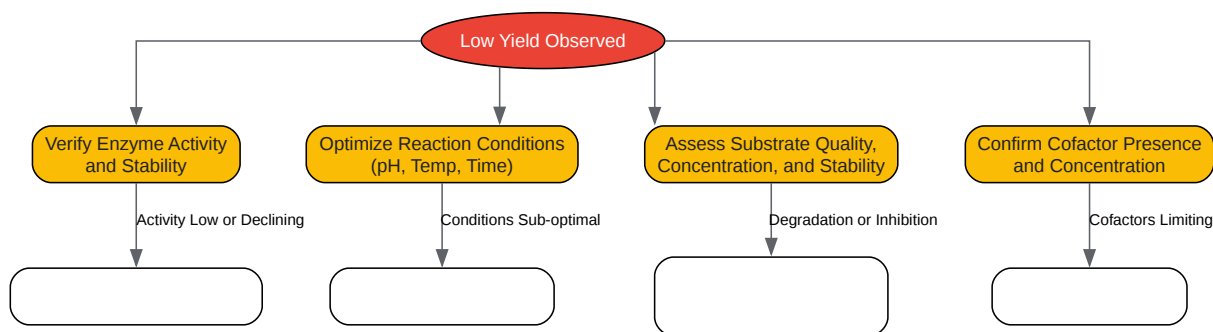 Low Yield Observed
Verify Enzyme Activity
and Stability
Optimize Reaction Conditions
(pH, Temp, Time)
Assess Substrate Quality,
Concentration, and Stability
Confirm Cofactor Presence
and Concentration
Activity Low or Declining
Conditions Sub-optimal
Degradation or Inhibition
Cofactors Limiting